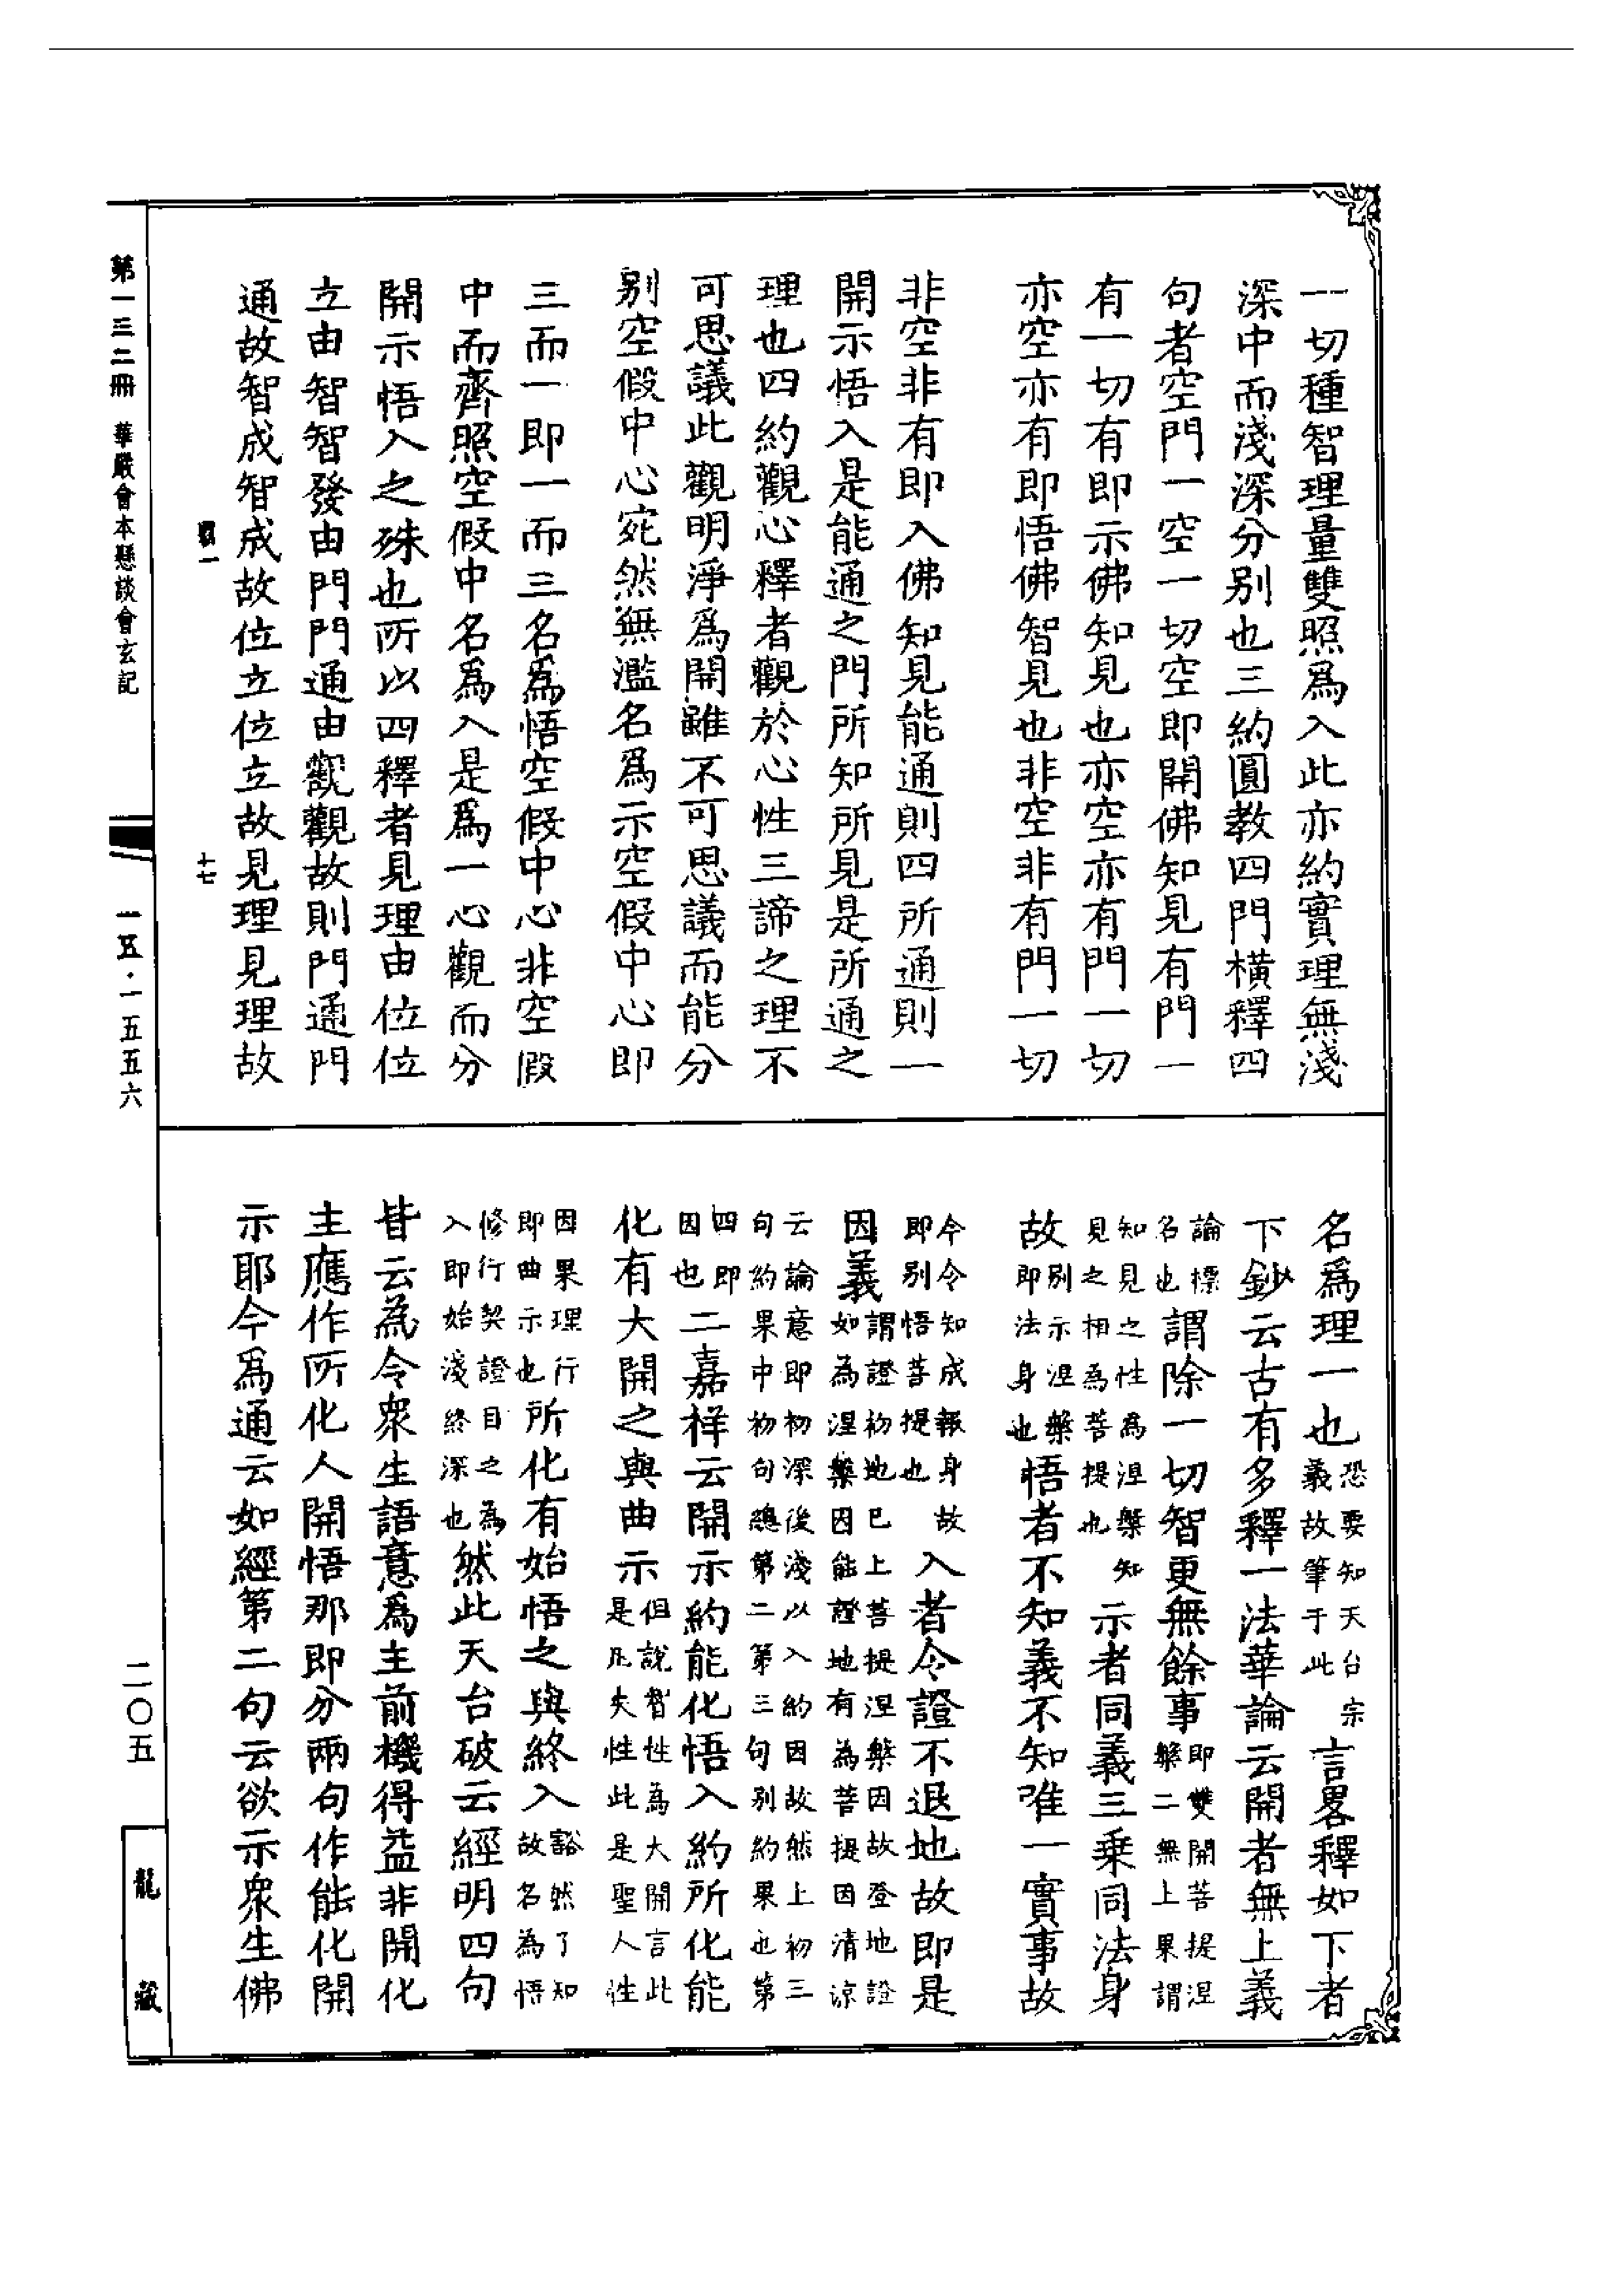 一切種智理量雙照爲入此亦約實理無淺
深中而淺深分别也三約圓教四門橫釋四
句者空門一空一切空即開佛知見有門一
有一切有即示佛知見也亦空亦有門一切
亦空亦有即悟佛智見也非空非有門一切
非空非有即入佛知見能通則四所通則一
開示悟入是能通之門所知所見是所通之
理也四約觀心釋者觀於心性三諦之理不
可思議此觀明淨爲開雖不可思議而能分
别空假中心宛然無濫名爲示空假中心即
三而一即一而三名爲悟空假中心非空假
中而齊照空假中名爲入是爲一心觀而分
開示悟入之殊也所以四釋者見理由位位
立由智智發由門門通由觀觀故則門通門
通故智成智成故位立位立故見理見理故
十七
名爲理一也恐要知天台宗
義故筆于此言畧釋如下者
下鈔云古有多釋一法華論云開者無上義
論標
名也謂除一切智更無餘事即雙開菩提涅
槃二無上果謂
知見之性為涅槃知
見之相為菩提也示者同義三乗同法身
故别示涅槃
即法身也悟者不知義不知唯一實事故
今令知成報身故
即别悟菩提也入者令證不退地故即是
因義謂證初地已上菩提涅槃因故登地證
如為涅槃因能證地有為菩提因清涼
云論意即初深後淺以入約因故然上初三
句約果中初句總第二第三句别約果也第
四即
因也二嘉祥云開示約能化悟入約所化能
化有大開之與曲示但說智性為大開言此
是凡夫性此是聖人性
因果理行
即曲示也所化有始悟之與終入豁然了知
故名為悟
修行契證目之為
入即始淺終深也然此天台破云經明四句
皆云為令衆生語意爲主前機得益非開化
主應作所化人開悟那即分兩句作能化開
示耶今爲通云如經第二句云欲示衆生佛
第一三二冊 華嚴會本懸談會玄記
一五·一五五六
二〇五
龍藏